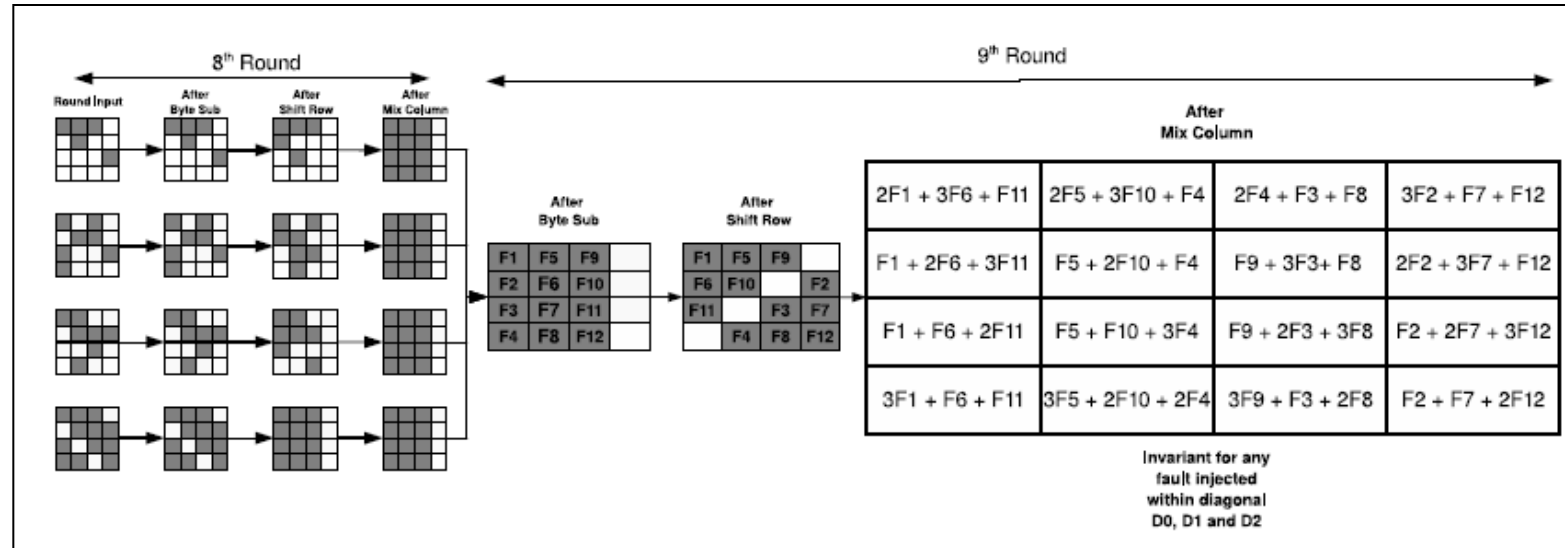 8th Round
9th Round
Round Input
After
Byte Sub
After
Shift Row
After
Mix Column
After
Byte Sub
F1 F5 F9
F2 F6 F10
F3 F7 F11
F4 F8 F12
After
Shift Row
F1 F5 F9
F6 F10 F2
F11 F3 F7
F4 F8 F12
After
Mix Column
2F1 + 3F6 + F11 2F5 + 3F10 + F4 2F4 + F3 + F8 3F2 + F7 + F12
F1 + 2F6 + 3F11 F5 + 2F10 + F4 F9 + 3F3+ F8 2F2 + 3F7 + F12
F1 + F6 + 2F11 F5 + F10 + 3F4 F9 + 2F3 + 3F8 F2 + 2F7 + 3F12
3F1 + F6 + F11 3F5 + 2F10 + 2F4 3F9 + F3 + 2F8 F2 + F7 + 2F12
Invariant for any
fault injected
within diagonal
D0, D1 and D2